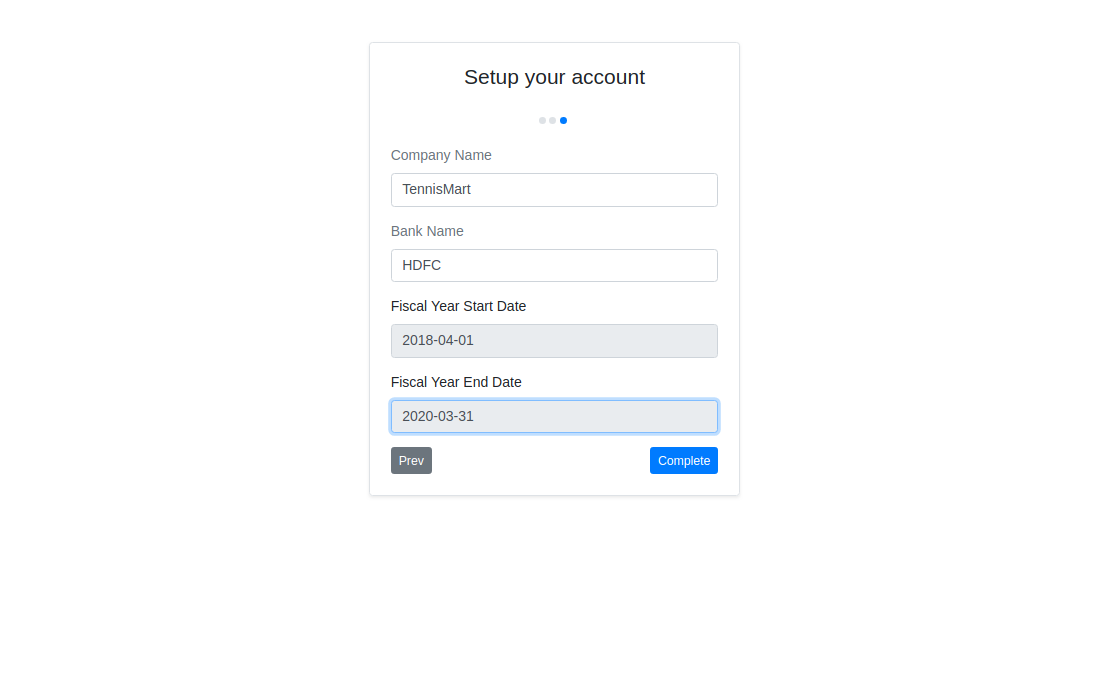 Setup your account
Company Name
TennisMart
Bank Name
HDFC
Fiscal Year Start Date
2018-04-01
Fiscal Year End Date
2020-03-31
Prev Complete